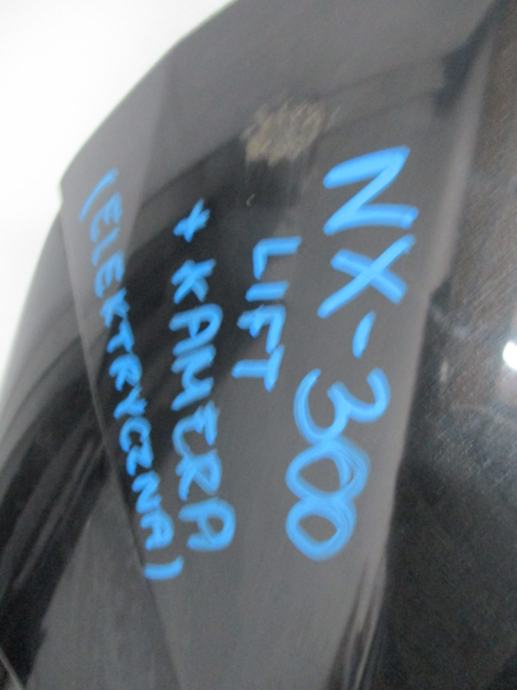 NX-300
LIFT
+ KAMERA
(ELEKTRYCZNA)